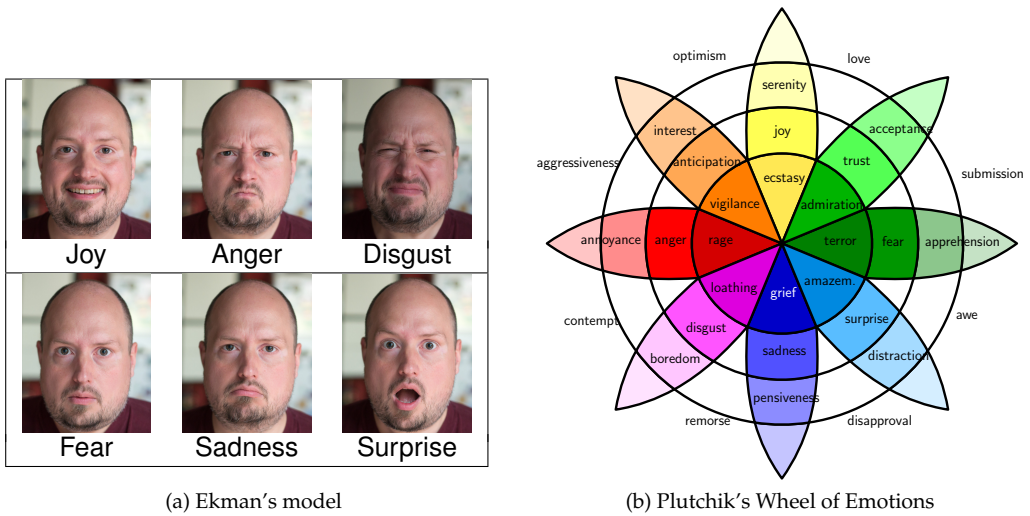 Joy
Anger
Disgust
Fear
Sadness
Surprise
(a) Ekman's model
optimism
love
serenity
interest
joy
acceptance
aggressiveness
anticipation
trust
submission
ecstasy
vigilance
admiration
annoyance
anger
rage
terror
fear
apprehension
loathing
grief
amazem.
contempt
disgust
surprise
awe
boredom
sadness
distraction
pensiveness
remorse
disapproval
(b) Plutchik's Wheel of Emotions